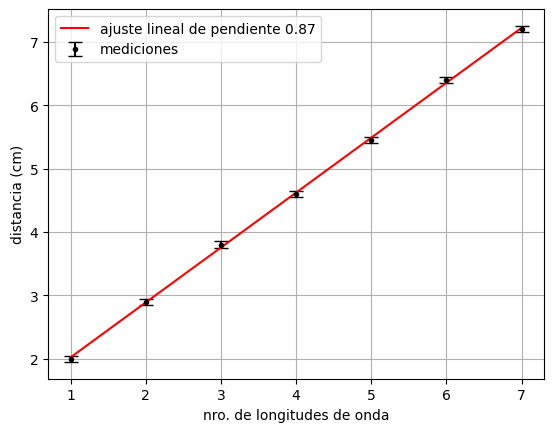 ajuste lineal de pendiente 0.87
mediciones
7
6
5
4
3
2
distancia (cm)
1 2 3 4 5 6 7
nro. de longitudes de onda